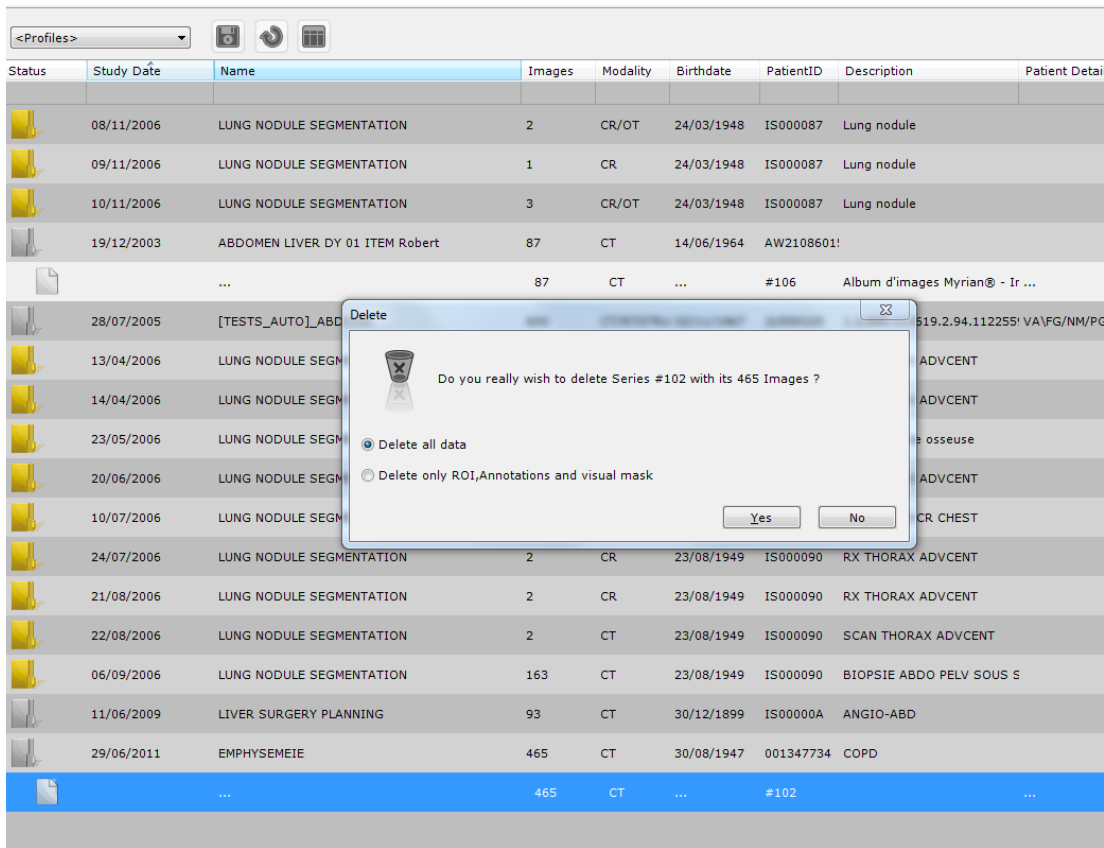 <Profiles>
Status Study Date Name Images Modality Birthdate PatientID Description Patient Detai
08/11/2006 LUNG NODULE SEGMENTATION 2 CR/OT 24/03/1948 IS000087 Lung nodule
09/11/2006 LUNG NODULE SEGMENTATION 1 CR 24/03/1948 IS000087 Lung nodule
10/11/2006 LUNG NODULE SEGMENTATION 3 CR/OT 24/03/1948 IS000087 Lung nodule
19/12/2003 ABDOMEN LIVER DY 01 ITEM Robert 87 CT 14/06/1964 AW2108601!
... 87 CT ... #106 Album d'images Myrian® - Ir ...
28/07/2005 [TESTS_AUTO]_ABD 519.2.94.112255! VA\FG/NM/PG
Delete
13/04/2006 LUNG NODULE SEGM ADVCENT
Do you really wish to delete Series #102 with its 465 Images ?
14/04/2006 LUNG NODULE SEGM ADVCENT
23/05/2006 LUNG NODULE SEGM osseuse
Delete all data
20/06/2006 LUNG NODULE SEGM ADVCENT
Delete only ROI,Annotations and visual mask
10/07/2006 LUNG NODULE SEGM CR CHEST
Yes No
24/07/2006 LUNG NODULE SEGMENTATION 2 CR 23/08/1949 IS000090 RX THORAX ADVCENT
21/08/2006 LUNG NODULE SEGMENTATION 2 CR 23/08/1949 IS000090 RX THORAX ADVCENT
22/08/2006 LUNG NODULE SEGMENTATION 2 CT 23/08/1949 IS000090 SCAN THORAX ADVCENT
06/09/2006 LUNG NODULE SEGMENTATION 163 CT 23/08/1949 IS000090 BIOPSIE ABDO PELV SOUS S
11/06/2009 LIVER SURGERY PLANNING 93 CT 30/12/1899 IS00000A ANGIO-ABD
29/06/2011 EMPHYSEMEIE 465 CT 30/08/1947 001347734 COPD
... 465 CT ... #102 ...